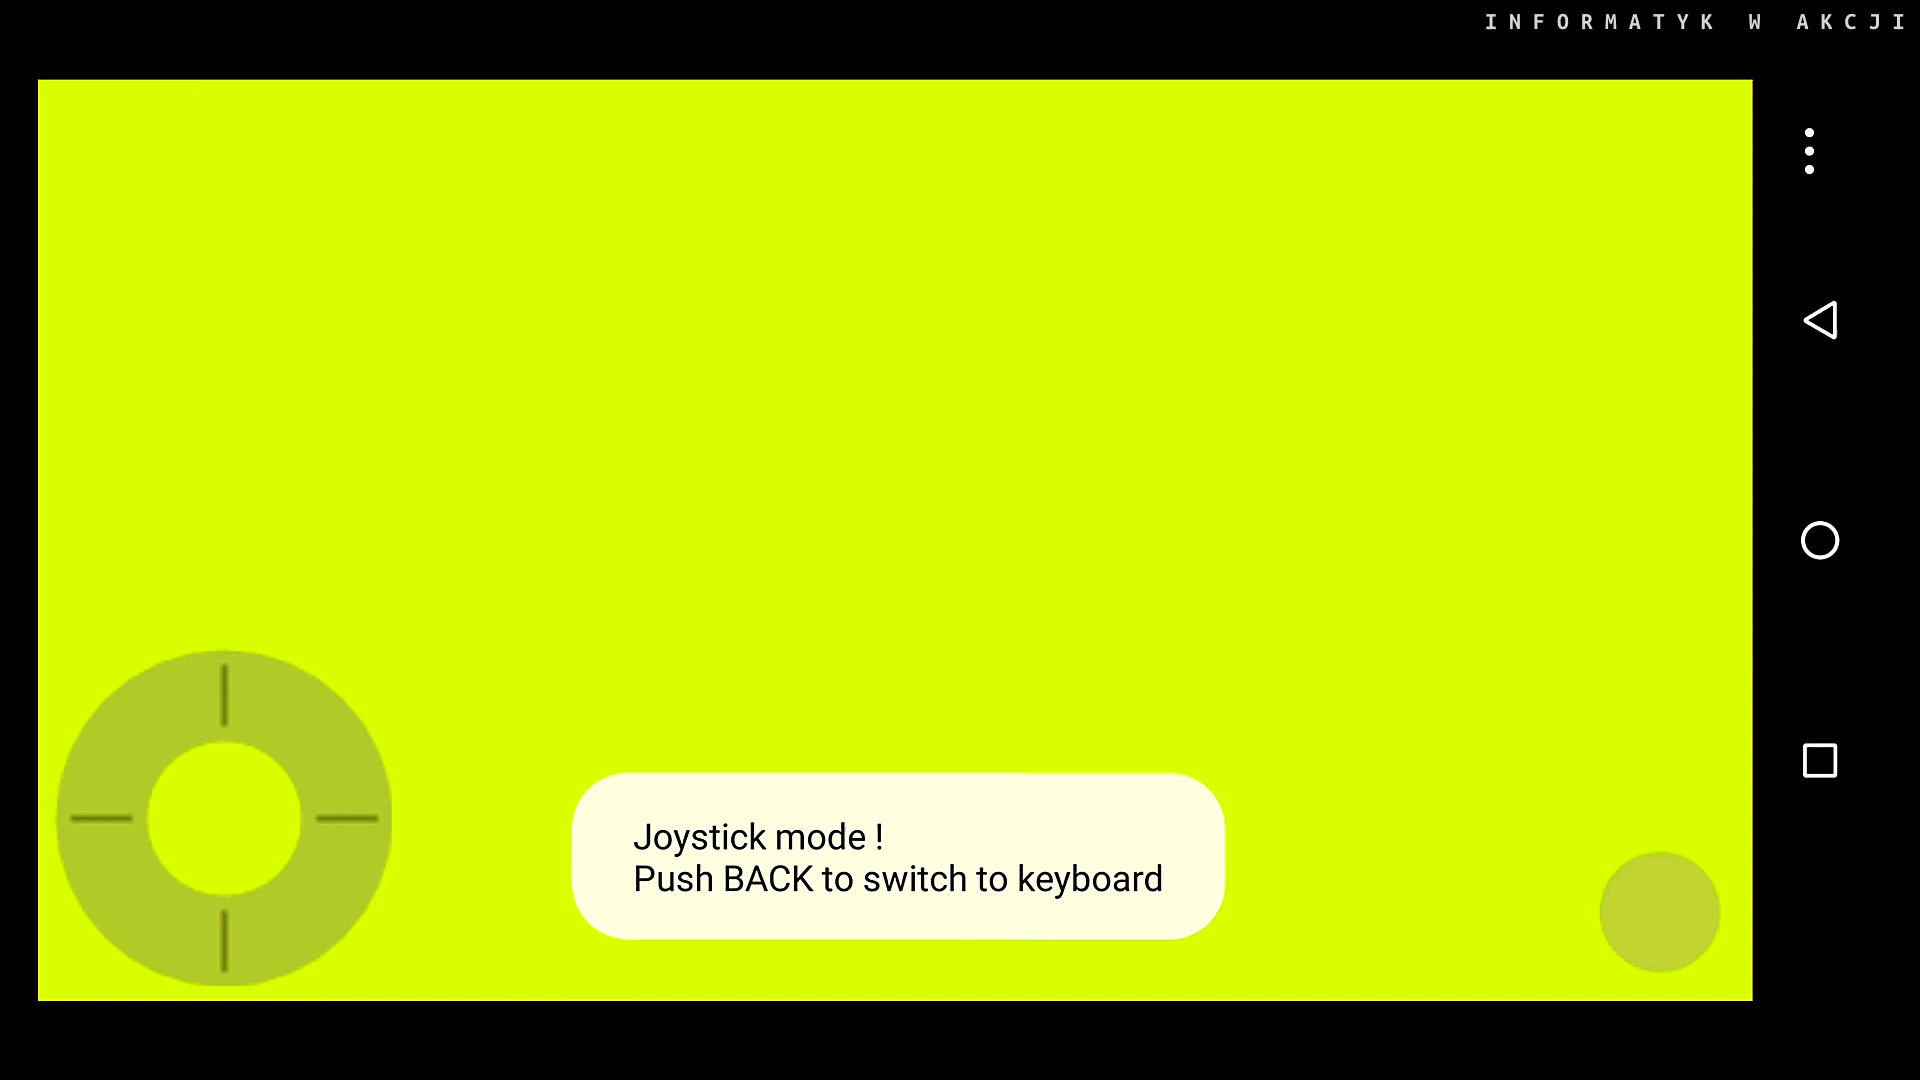 INFORMATYK W AKCJI
Joystick mode !
Push BACK to switch to keyboard